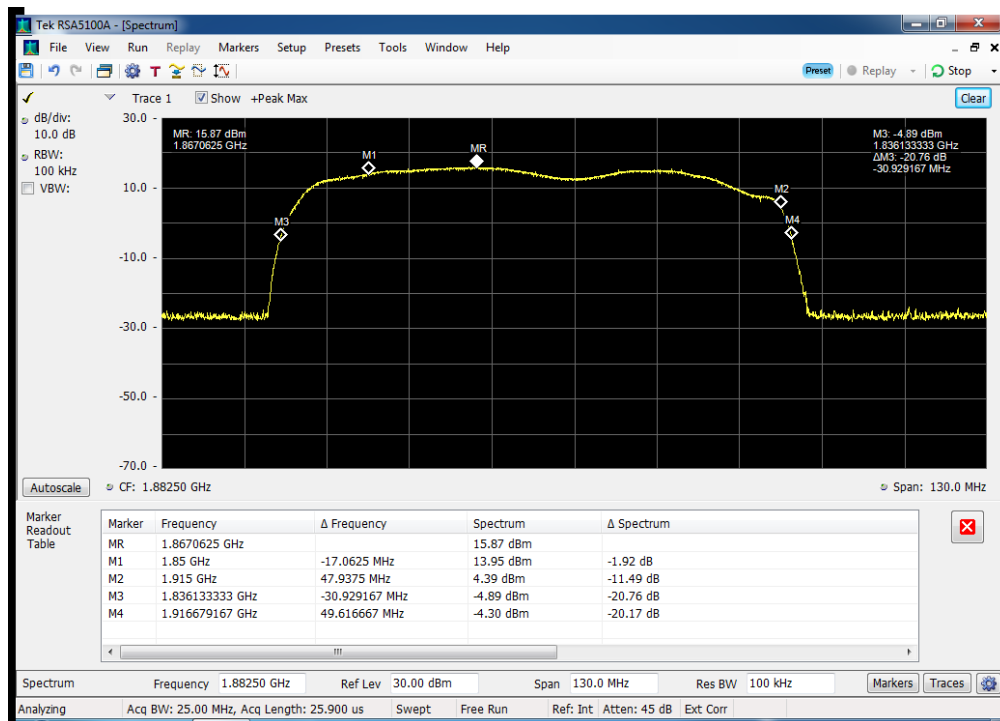 Tek RSA5100A - [Spectrum]
File View Run Replay Markers Setup Presets Tools Window Help
T Preset Replay Stop
Trace 1 Show +Peak Max Clear
dB/div:
10.0 dB
RBW:
100 kHz
VBW:
30.0
10.0
-10.0
-30.0
-50.0
-70.0
MR: 15.87 dBm
1.8670625 GHz
M3: -4.89 dBm
1.836133333 GHz
ΔM3: -20.76 dB
-30.929167 MHz
M1
MR
M2
M3
M4
Autoscale CF: 1.88250 GHz Span: 130.0 MHz
Marker
Readout
Table
Marker Frequency Δ Frequency Spectrum Δ Spectrum
MR 1.8670625 GHz 15.87 dBm
M1 1.85 GHz -17.0625 MHz 13.95 dBm -1.92 dB
M2 1.915 GHz 47.9375 MHz 4.39 dBm -11.49 dB
M3 1.836133333 GHz -30.929167 MHz -4.89 dBm -20.76 dB
M4 1.916679167 GHz 49.616667 MHz -4.30 dBm -20.17 dB
Spectrum Frequency 1.88250 GHz Ref Lev 30.00 dBm Span 130.0 MHz Res BW 100 kHz Markers Traces
Analyzing Acq BW: 25.00 MHz, Acq Length: 25.900 us Swept Free Run Ref: Int Atten: 45 dB Ext Corr